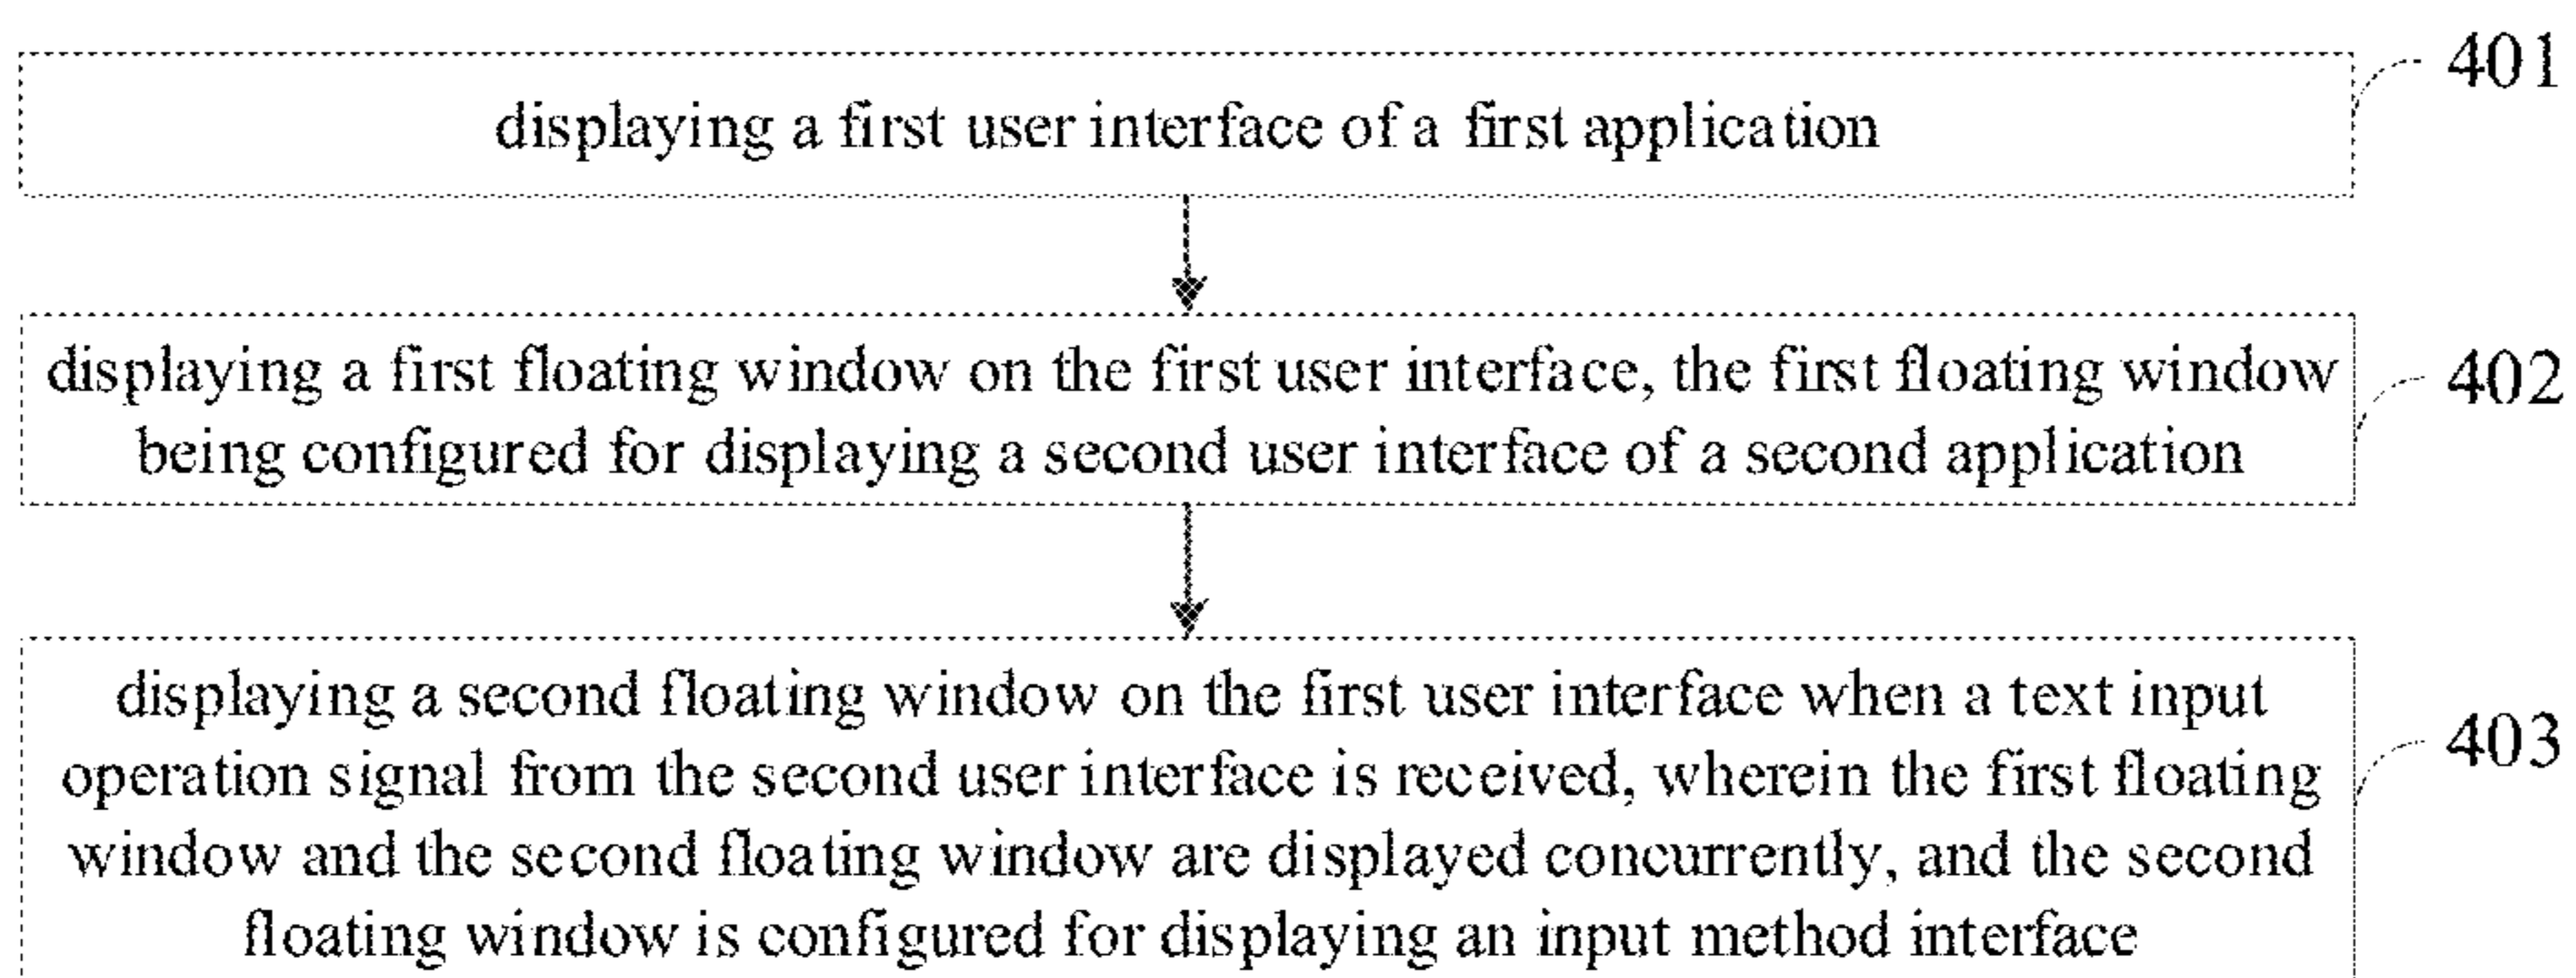 401
displaying a first user interface of a first application
displaying a first floating window on the first user interface, the first floating window
402
being configured for displaying a second user interface of a second application
displaying a second floating window on the first user interface when a text input
403
operation signal from the second user interface is received, wherein the first floating
window and the second floating window are displayed concurrently, and the second
floating window is configured for displaying an input method interface